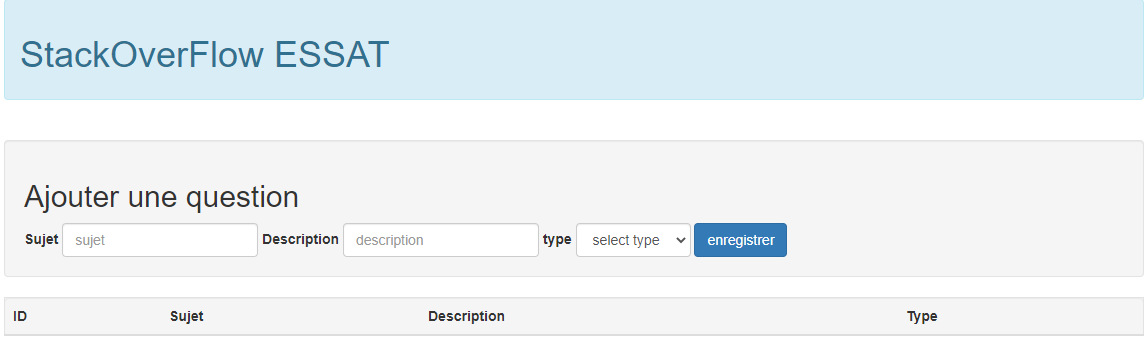 StackOverFlow ESSAT
Ajouter une question
Sujet sujet Description description type select type enregistrer
ID Sujet Description Type